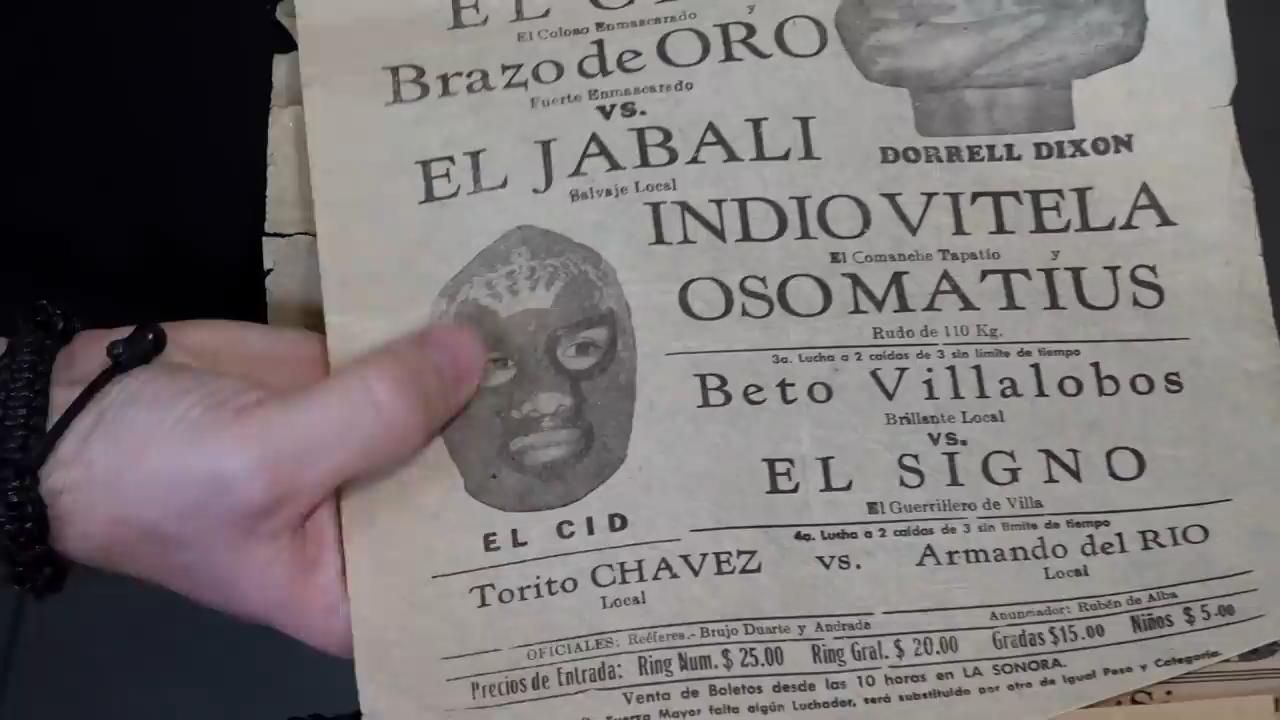 EL CID
El Coloso Enmascarado y
Brazo de ORO
Fuerte Enmascaredo
VS.
EL JABALI
Salvaje Local
DORRELL DIXON
INDIO VITELA
El Comanche Tapatío y
OSO MATIUS
Rudo de 110 Kg.
3a. Lucha a 2 caídas de 3 sin límite de tiempo
Beto Villalobos
Brillante Local
VS.
EL SIGNO
El Guerrillero de Villa
EL CID
4a. Lucha a 2 caídas de 3 sin límite de tiempo
Torito CHAVEZ vs. Armando del RIO
Local Local
OFICIALES: Reéferes.- Brujo Duarte y Andrada Anunciador: Rubén de Alba
Precios de Entrada: Ring Num. $ 25.00 Ring Gral. $ 20.00 Gradas $15.00 Niños $ 5.00
Venta de Boletos desde las 10 horas en LA SONORA.
Fuerza Mayor falta algún Luchador, será substituído por otro de Igual Peso y Categoría.